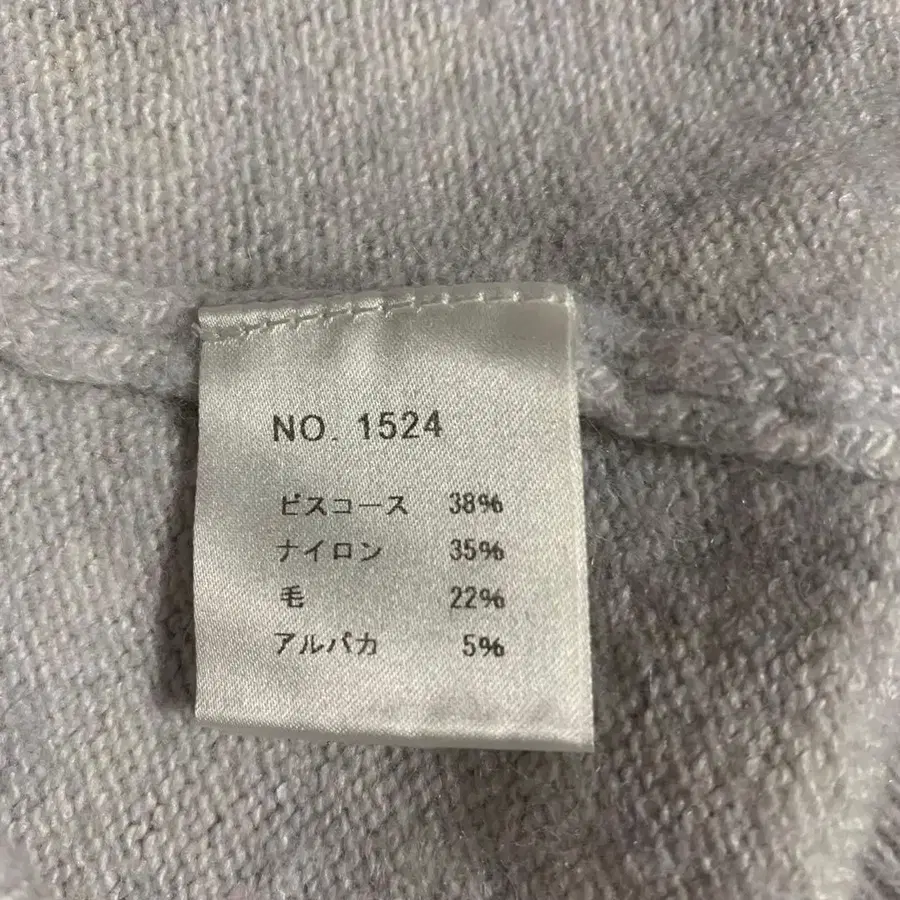 NO. 1524
ビスコース 38%
ナイロン 35%
毛 22%
アルパカ 5%